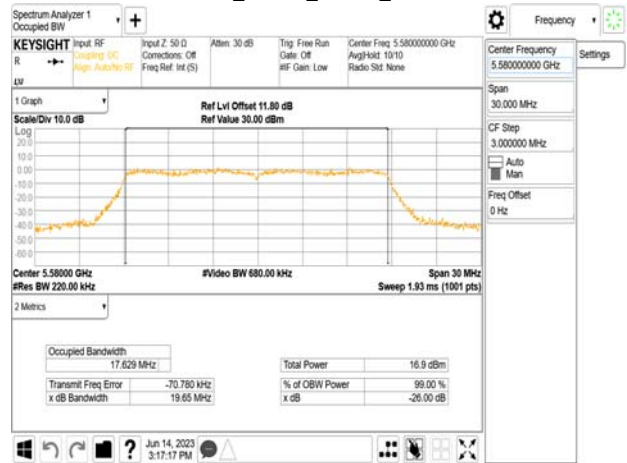 Spectrum Analyzer 1
Occupied BW
Frequency
KEYSIGHT
Input: RF
Coupling: DC
Align: Auto/No RF
Input Z: 50 Ω
Corrections: Off
Freq Ref: Int (S)
Atten: 30 dB
Trig: Free Run
Gate: Off
#IF Gain: Low
Center Freq: 5.580000000 GHz
Avg|Hold: 10/10
Radio Std: None
R
Center Frequency
5.580000000 GHz
Settings
Span
30.000 MHz
CF Step
3.000000 MHz
Auto
Man
Freq Offset
0 Hz
1 Graph
Scale/Div 10.0 dB
Ref Lvl Offset 11.80 dB
Ref Value 30.00 dBm
Log
20.0
10.0
0.00
-10.0
-20.0
-30.0
-40.0
-50.0
-60.0
Center 5.58000 GHz
#Res BW 220.00 kHz
#Video BW 680.00 kHz
Span 30 MHz
Sweep 1.93 ms (1001 pts)
2 Metrics
Occupied Bandwidth
17.629 MHz
Total Power 16.9 dBm
Transmit Freq Error -70.780 kHz
% of OBW Power 99.00 %
x dB Bandwidth 19.65 MHz
x dB -26.00 dB
Jun 14, 2023
3:17:17 PM